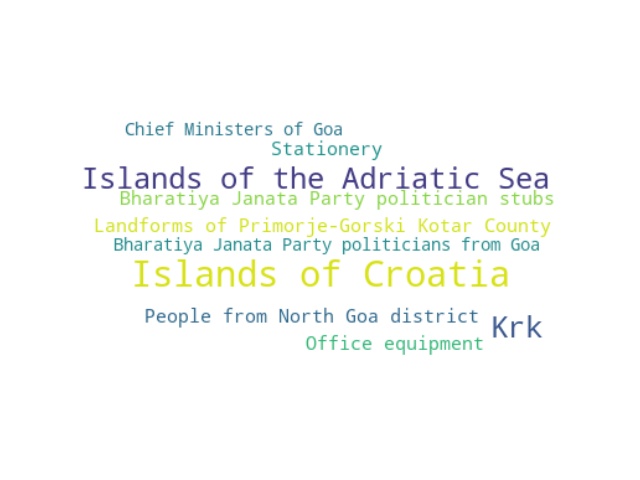 Chief Ministers of Goa
Stationery
Islands of the Adriatic Sea
Bharatiya Janata Party politician stubs
Landforms of Primorje-Gorski Kotar County
Bharatiya Janata Party politicians from Goa
Islands of Croatia
People from North Goa district
Krk
Office equipment